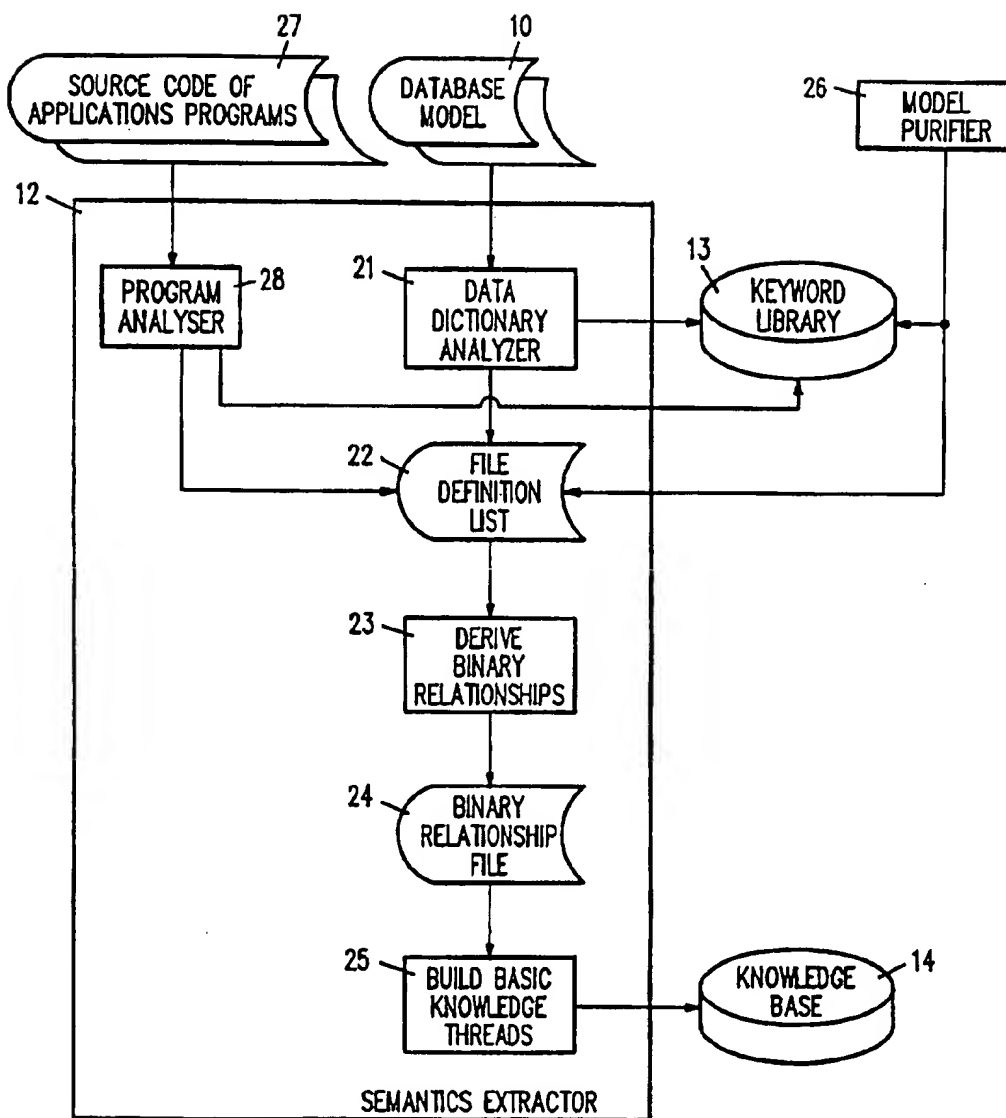 27
SOURCE CODE OF
APPLICATIONS PROGRAMS
10
DATABASE
MODEL
26
MODEL
PURIFIER
12
PROGRAM
ANALYSER
28
21
DATA
DICTIONARY
ANALYZER
13
KEYWORD
LIBRARY
22
FILE
DEFINITION
LIST
23
DERIVE
BINARY
RELATIONSHIPS
24
BINARY
RELATIONSHIP
FILE
25
BUILD BASIC
KNOWLEDGE
THREADS
14
KNOWLEDGE
BASE
SEMANTICS EXTRACTOR